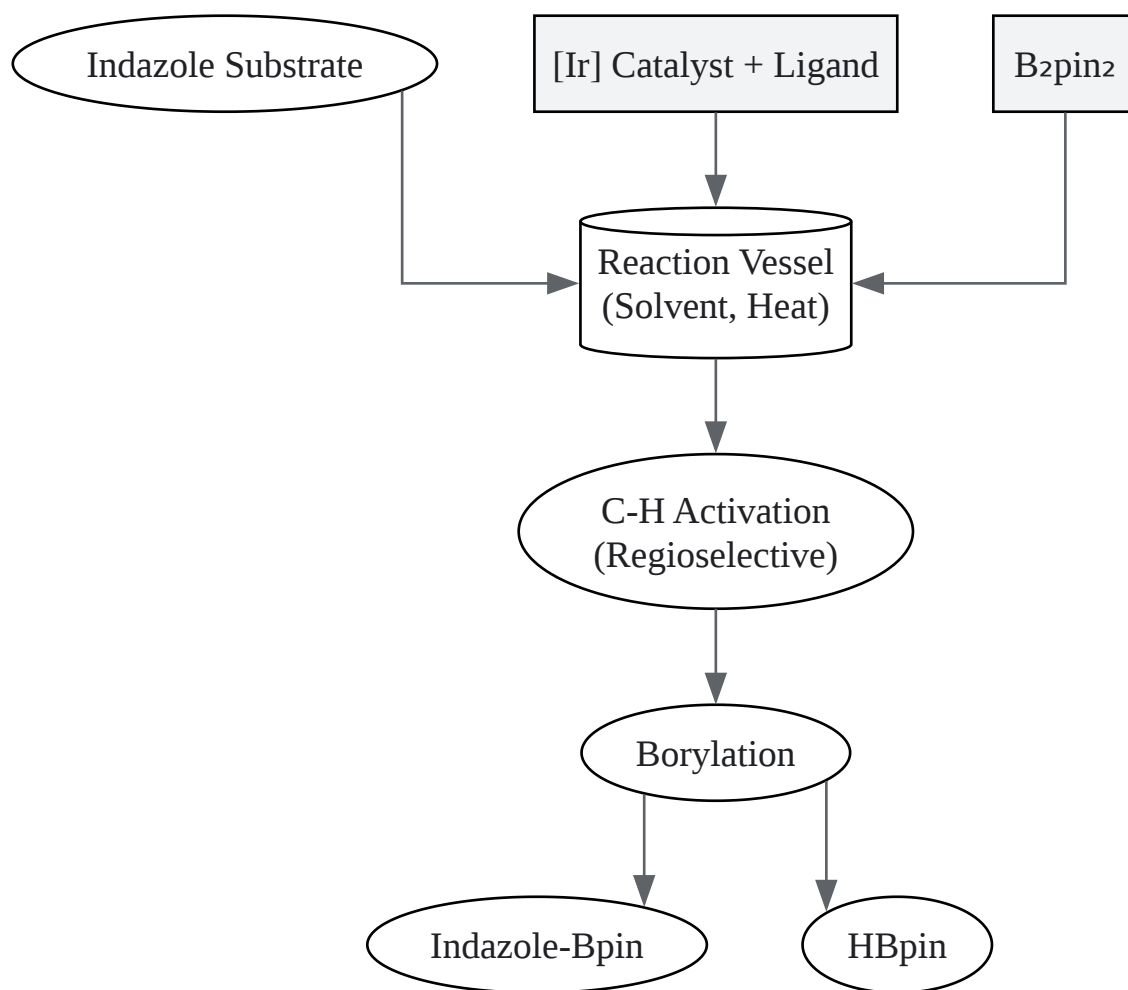 Indazole Substrate
[Ir] Catalyst + Ligand
B₂pin₂
Reaction Vessel
(Solvent, Heat)
C-H Activation
(Regioselective)
Borylation
Indazole-Bpin
HBpin